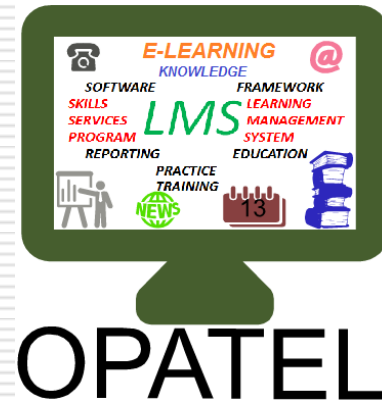 E-LEARNING
@
KNOWLEDGE
SOFTWARE FRAMEWORK
SKILLS LEARNING
SERVICES LMS MANAGEMENT
PROGRAM SYSTEM
REPORTING EDUCATION
PRACTICE
TRAINING
NEWS 13
OPATEL